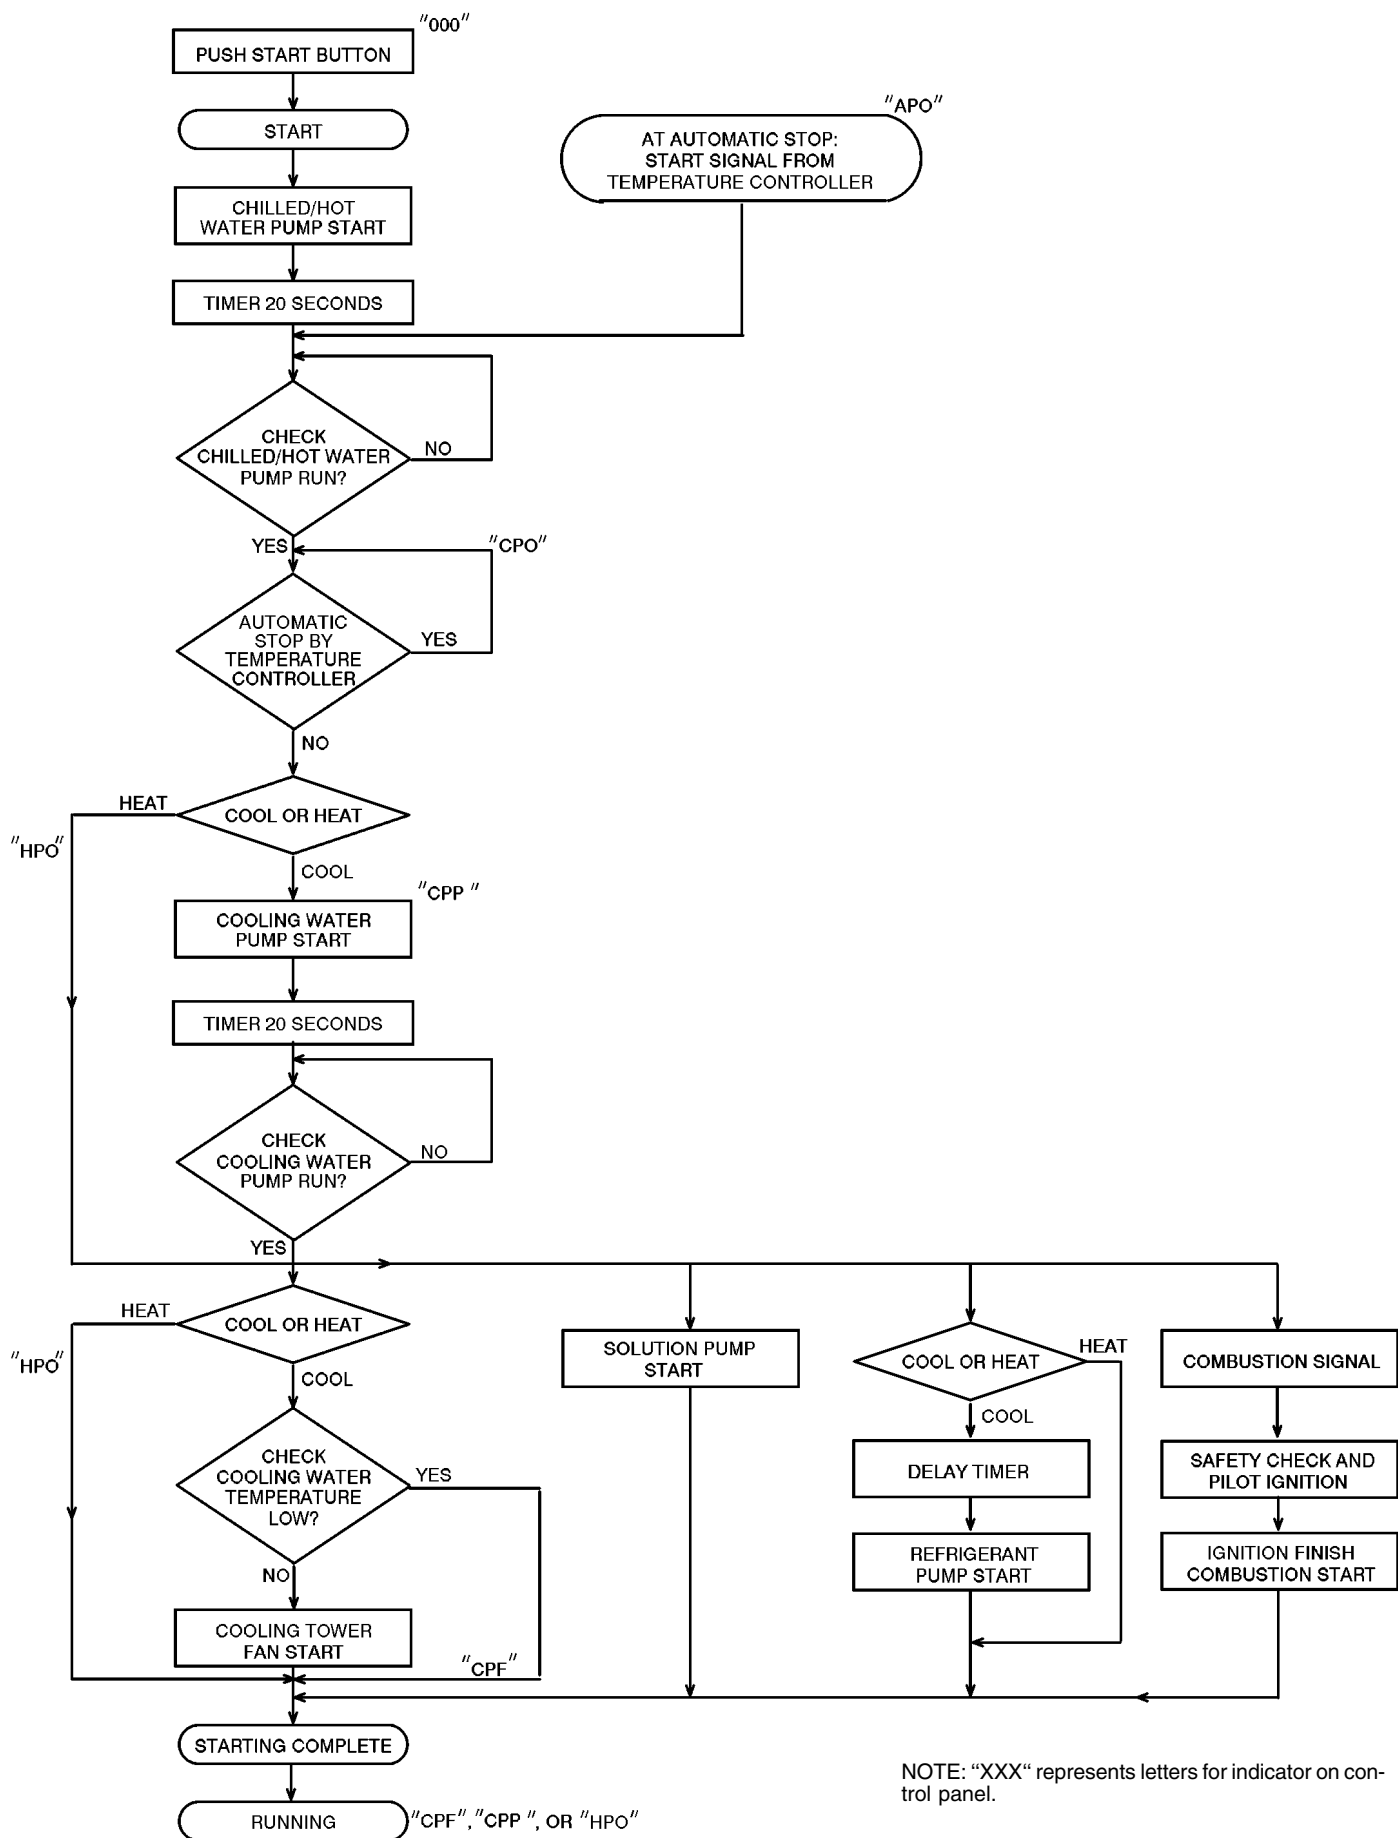 "000"
PUSH START BUTTON
START
"APO"
AT AUTOMATIC STOP:
START SIGNAL FROM
TEMPERATURE CONTROLLER
CHILLED/HOT
WATER PUMP START
TIMER 20 SECONDS
CHECK
CHILLED/HOT WATER
PUMP RUN?
NO
YES
"CPO"
AUTOMATIC
STOP BY
TEMPERATURE
CONTROLLER
YES
NO
HEAT
COOL OR HEAT
"HPO"
COOL
"CPP "
COOLING WATER
PUMP START
TIMER 20 SECONDS
CHECK
COOLING WATER
PUMP RUN?
NO
YES
HEAT
COOL OR HEAT
"HPO"
COOL
CHECK
COOLING WATER
TEMPERATURE
LOW?
YES
NO
COOLING TOWER
FAN START
"CPF"
SOLUTION PUMP
START
COOL OR HEAT
HEAT
COOL
DELAY TIMER
REFRIGERANT
PUMP START
COMBUSTION SIGNAL
SAFETY CHECK AND
PILOT IGNITION
IGNITION FINISH
COMBUSTION START
STARTING COMPLETE
RUNNING
"CPF", "CPP ", OR "HPO"
NOTE: “XXX“ represents letters for indicator on con-
trol panel.